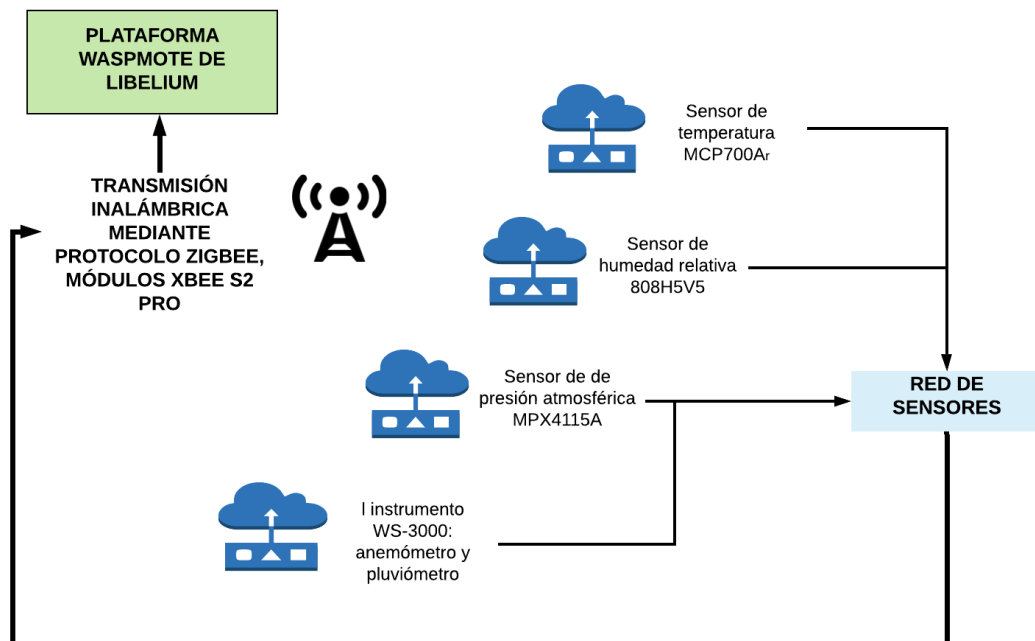 PLATAFORMA
WASPMOTE DE
LIBELIUM
TRANSMISIÓN
INALÁMBRICA
MEDIANTE
PROTOCOLO ZIGBEE,
MÓDULOS XBEE S2
PRO
Sensor de
temperatura
MCP700Ar
Sensor de
humedad relativa
808H5V5
Sensor de de
presión atmosférica
MPX4115A
l instrumento
WS-3000:
anemómetro y
pluviómetro
RED DE
SENSORES